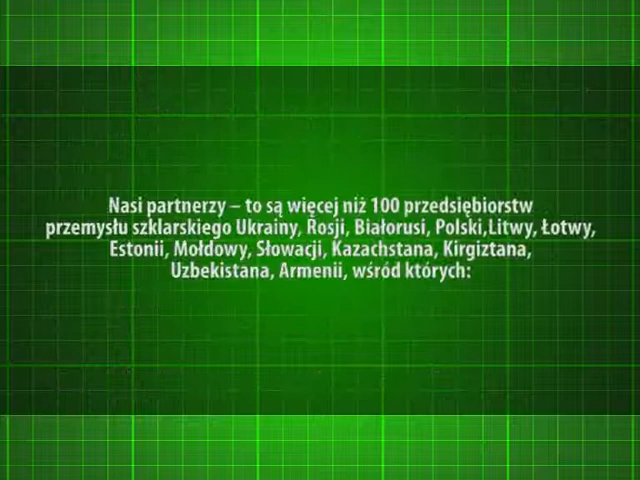 Nasi partnerzy – to są więcej niż 100 przedsiębiorstw
przemysłu szklarskiego Ukrainy, Rosji, Białorusi, Polski,Litwy, Łotwy,
Estonii, Mołdowy, Słowacji, Kazachstana, Kirgiztana,
Uzbekistana, Armenii, wśród których: